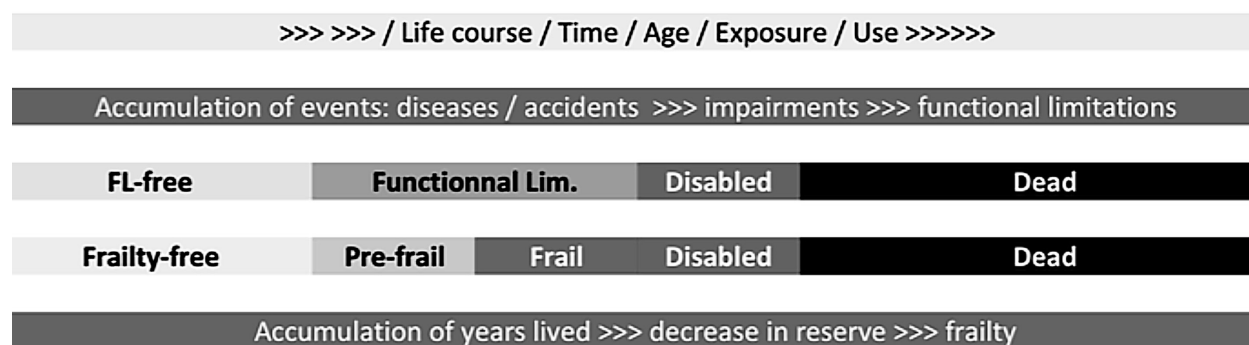 >>> >>> / Life course / Time / Age / Exposure / Use >>>>>>
Accumulation of events: diseases / accidents >>> impairments >>> functional limitations
FL-free Functionnal Lim. Disabled Dead
Frailty-free Pre-frail Frail Disabled Dead
Accumulation of years lived >>> decrease in reserve >>> frailty